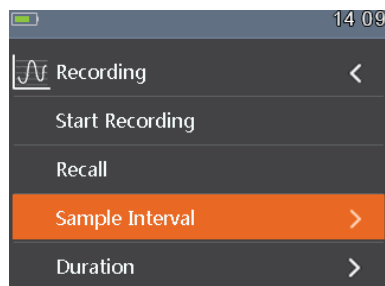 14 09
Recording
Start Recording
Recall
Sample Interval
Duration